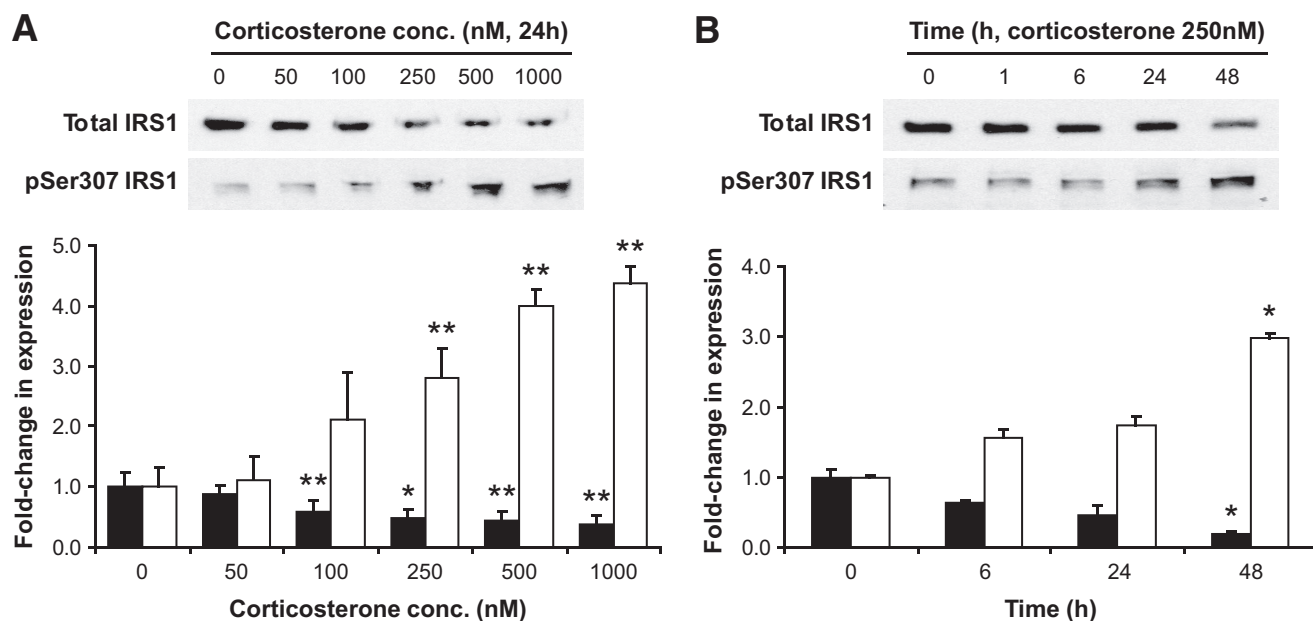 A
Corticosterone conc. (nM, 24h)
0 50 100 250 500 1000
Total IRS1
pSer307 IRS1
Fold-change in expression
5.0
4.0
3.0
2.0
1.0
0.0
** * ** **
** ** **
0 50 100 250 500 1000
Corticosterone conc. (nM)
B
Time (h, corticosterone 250nM)
0 1 6 24 48
Total IRS1
pSer307 IRS1
Fold-change in expression
4.0
3.0
2.0
1.0
0.0
*
*
0 6 24 48
Time (h)